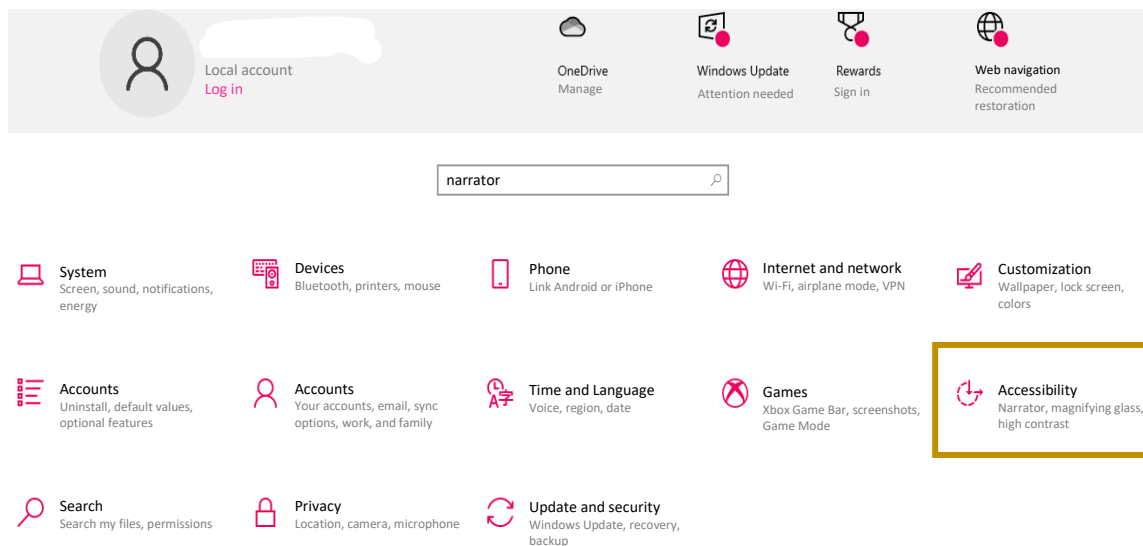 Local account
Log in
OneDrive
Manage
Windows Update
Attention needed
Rewards
Sign in
Web navigation
Recommended
restoration
narrator
System
Screen, sound, notifications,
energy
Devices
Bluetooth, printers, mouse
Phone
Link Android or iPhone
Internet and network
Wi-Fi, airplane mode, VPN
Customization
Wallpaper, lock screen,
colors
Accounts
Uninstall, default values,
optional features
Accounts
Your accounts, email, sync
options, work, and family
Time and Language
Voice, region, date
Games
Xbox Game Bar, screenshots,
Game Mode
Accessibility
Narrator, magnifying glass,
high contrast
Search
Search my files, permissions
Privacy
Location, camera, microphone
Update and security
Windows Update, recovery,
backup